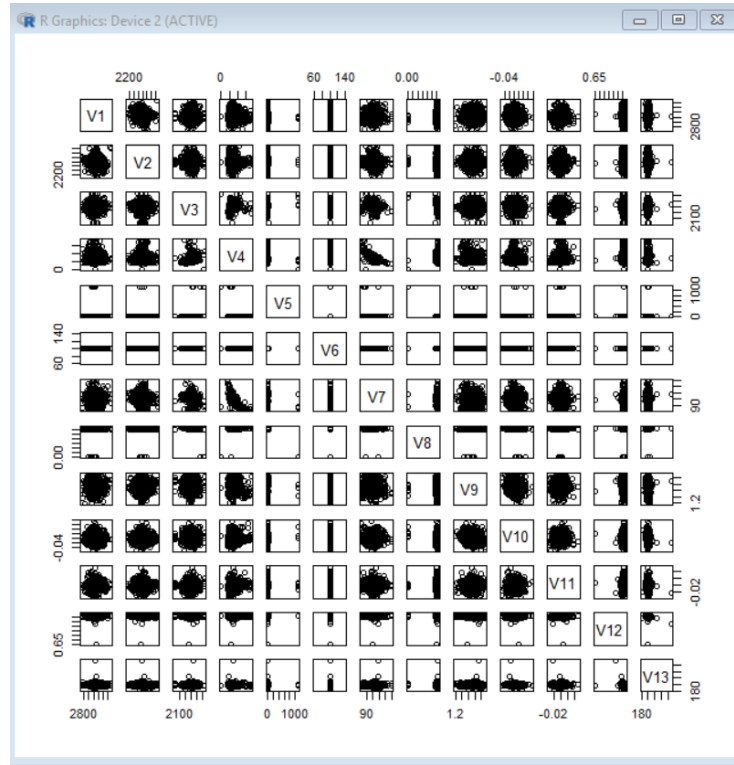 R Graphics: Device 2 (ACTIVE)
2200 0 60 140 0.00 -0.04 0.65
V1 2800
2200 V2
V3 2100
0 V4
V5 0 1000
60 140 V6
V7 90
0.00 V8
V9 1.2
-0.04 V10
V11 -0.02
0.65 V12
V13 180
2800 2100 0 1000 90 1.2 -0.02 180